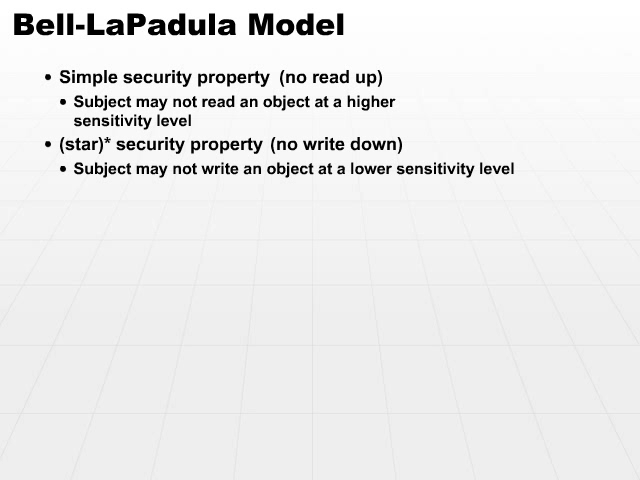 Bell-LaPadula Model
• Simple security property (no read up)
• Subject may not read an object at a higher
sensitivity level
• (star)* security property (no write down)
• Subject may not write an object at a lower sensitivity level